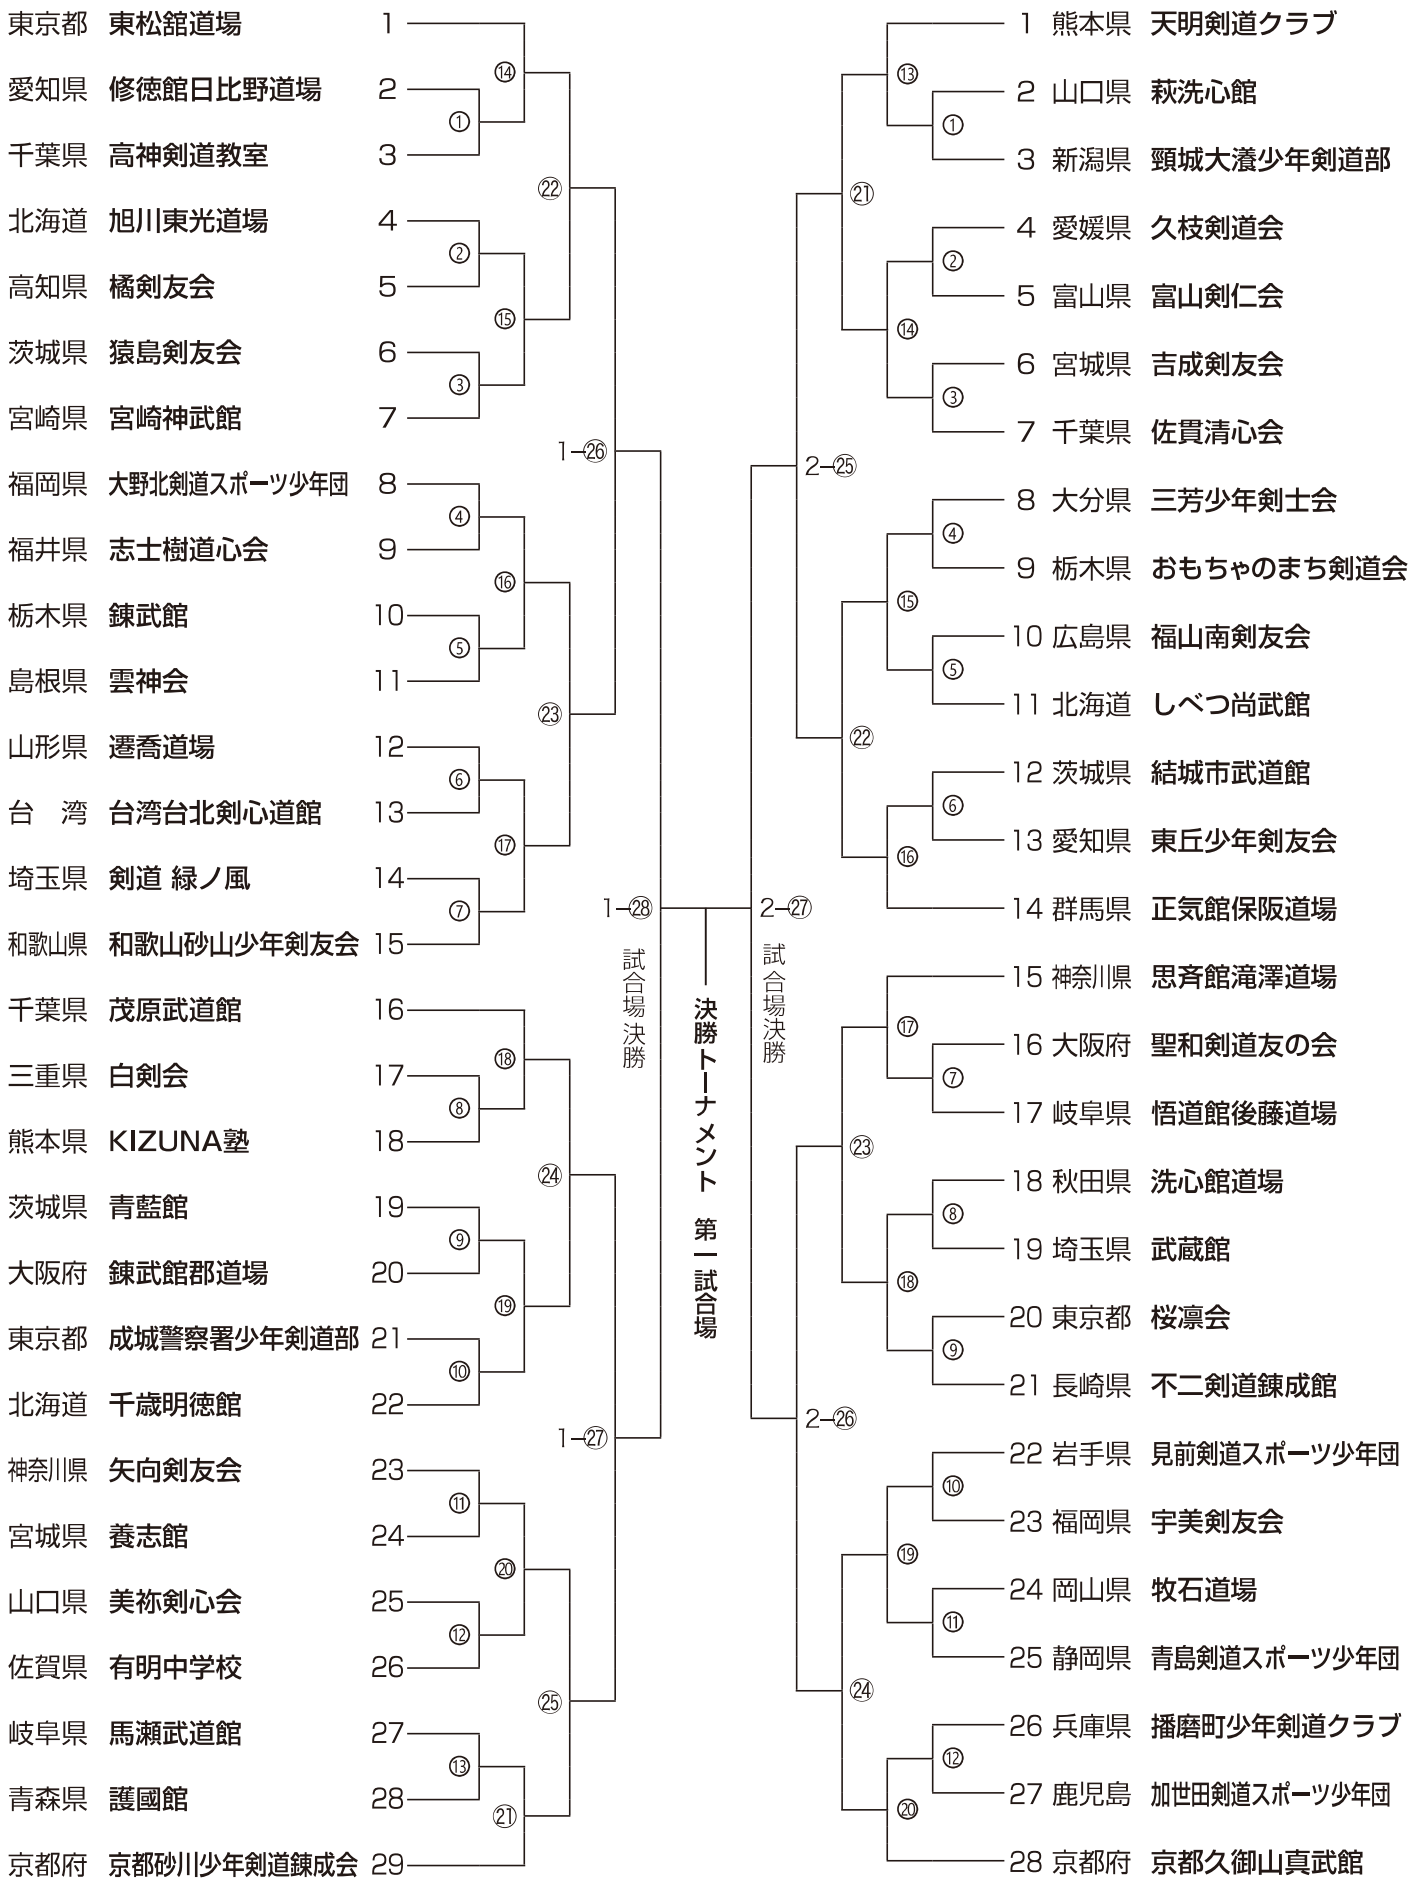 東京都 東松舘道場 1
愛知県 修徳館日比野道場 2
千葉県 高神剣道教室 3
北海道 旭川東光道場 4
高知県 橘剣友会 5
茨城県 猿島剣友会 6
宮崎県 宮崎神武館 7
福岡県 大野北剣道スポーツ少年団 8
福井県 志士樹道心会 9
栃木県 錬武館 10
島根県 雲神会 11
山形県 遷喬道場 12
台 湾 台湾台北剣心道館 13
埼玉県 剣道 緑ノ風 14
和歌山県 和歌山砂山少年剣友会 15
千葉県 茂原武道館 16
三重県 白剣会 17
熊本県 KIZUNA塾 18
茨城県 青藍館 19
大阪府 錬武館郡道場 20
東京都 成城警察署少年剣道部 21
北海道 千歳明徳館 22
神奈川県 矢向剣友会 23
宮城県 養志館 24
山口県 美祢剣心会 25
佐賀県 有明中学校 26
岐阜県 馬瀬武道館 27
青森県 護國館 28
京都府 京都砂川少年剣道錬成会 29
①
②
③
④
⑤
⑥
⑦
⑧
⑨
⑩
⑪
⑫
⑬
⑭
⑮
⑯
⑰
⑱
⑲
⑳
㉑
㉒
㉓
㉔
㉕
1―㉖
1―㉗
1―㉘
試合場決勝
決勝トーナメント 第一試合場
2―㉗
試合場決勝
2―㉕
2―㉖
㉑
㉒
㉓
㉔
⑬
⑭
⑮
⑯
⑰
⑱
⑲
⑳
①
②
③
④
⑤
⑥
⑦
⑧
⑨
⑩
⑪
⑫
1 熊本県 天明剣道クラブ
2 山口県 萩洗心館
3 新潟県 頸城大瀁少年剣道部
4 愛媛県 久枝剣道会
5 富山県 富山剣仁会
6 宮城県 吉成剣友会
7 千葉県 佐貫清心会
8 大分県 三芳少年剣士会
9 栃木県 おもちゃのまち剣道会
10 広島県 福山南剣友会
11 北海道 しべつ尚武館
12 茨城県 結城市武道館
13 愛知県 東丘少年剣友会
14 群馬県 正気館保阪道場
15 神奈川県 思斉館滝澤道場
16 大阪府 聖和剣道友の会
17 岐阜県 悟道館後藤道場
18 秋田県 洗心館道場
19 埼玉県 武蔵館
20 東京都 桜凛会
21 長崎県 不二剣道錬成館
22 岩手県 見前剣道スポーツ少年団
23 福岡県 宇美剣友会
24 岡山県 牧石道場
25 静岡県 青島剣道スポーツ少年団
26 兵庫県 播磨町少年剣道クラブ
27 鹿児島 加世田剣道スポーツ少年団
28 京都府 京都久御山真武館